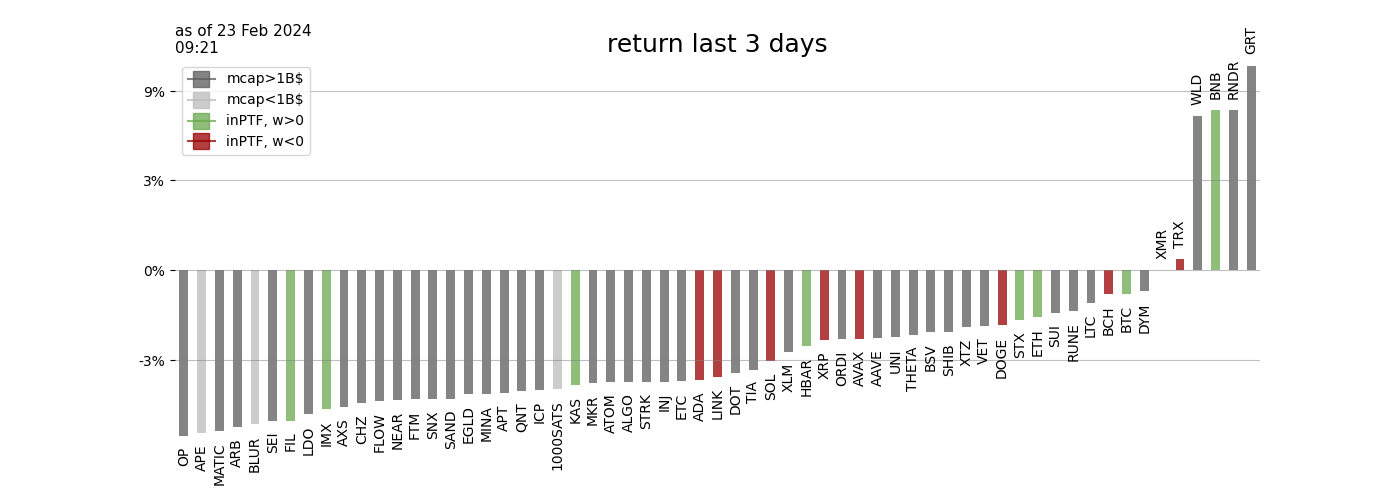 as of 23 Feb 2024
09:21
return last 3 days
mcap>1B$
mcap<1B$
inPTF, w>0
inPTF, w<0
9%
3%
0%
-3%
OP
APE
MATIC
ARB
BLUR
SEI
FIL
LDO
IMX
AXS
CHZ
FLOW
NEAR
FTM
SNX
SAND
EGLD
MINA
APT
QNT
ICP
1000SATS
KAS
MKR
ATOM
ALGO
STRK
INJ
ETC
ADA
LINK
DOT
TIA
SOL
XLM
HBAR
XRP
ORDI
AVAX
AAVE
UNI
THETA
BSV
SHIB
XTZ
VET
DOGE
STX
ETH
SUI
RUNE
LTC
BCH
BTC
DYM
XMR
TRX
WLD
BNB
RNDR
GRT